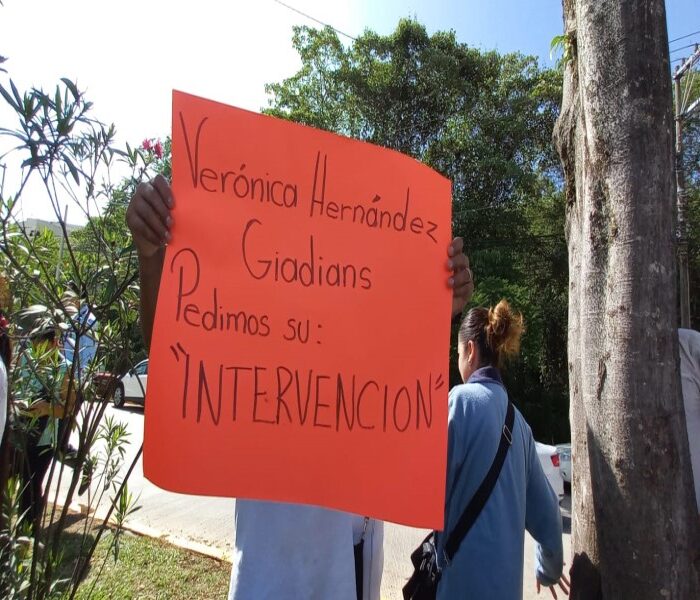 Verónica Hernández
Giadians
Pedimos su:
"INTERVENCION"